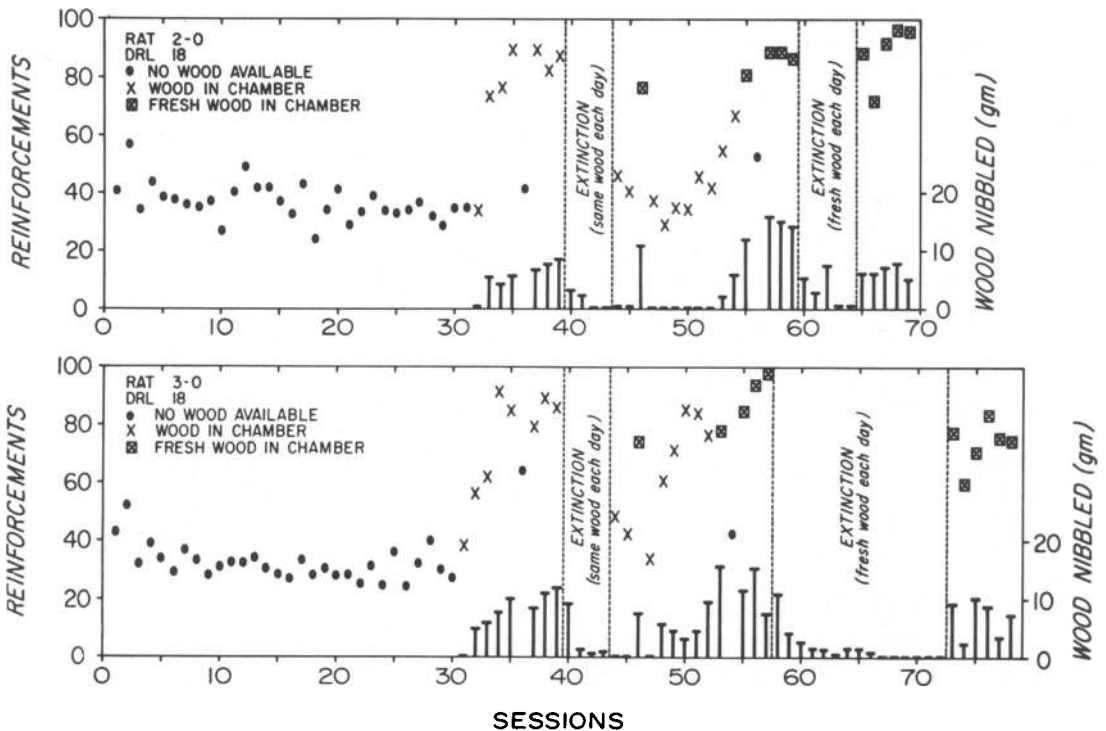 REINFORCEMENTS
100
80
60
40
20
0
RAT 2-0
DRL 18
● NO WOOD AVAILABLE
X WOOD IN CHAMBER
⊠ FRESH WOOD IN CHAMBER
EXTINCTION
(same wood each day)
EXTINCTION
(fresh wood each day)
20
10
0
WOOD NIBBLED (gm)
0 10 20 30 40 50 60 70
REINFORCEMENTS
100
80
60
40
20
0
RAT 3-0
DRL 18
● NO WOOD AVAILABLE
X WOOD IN CHAMBER
⊠ FRESH WOOD IN CHAMBER
EXTINCTION
(same wood each day)
EXTINCTION
(fresh wood each day)
20
10
0
WOOD NIBBLED (gm)
0 10 20 30 40 50 60 70
SESSIONS